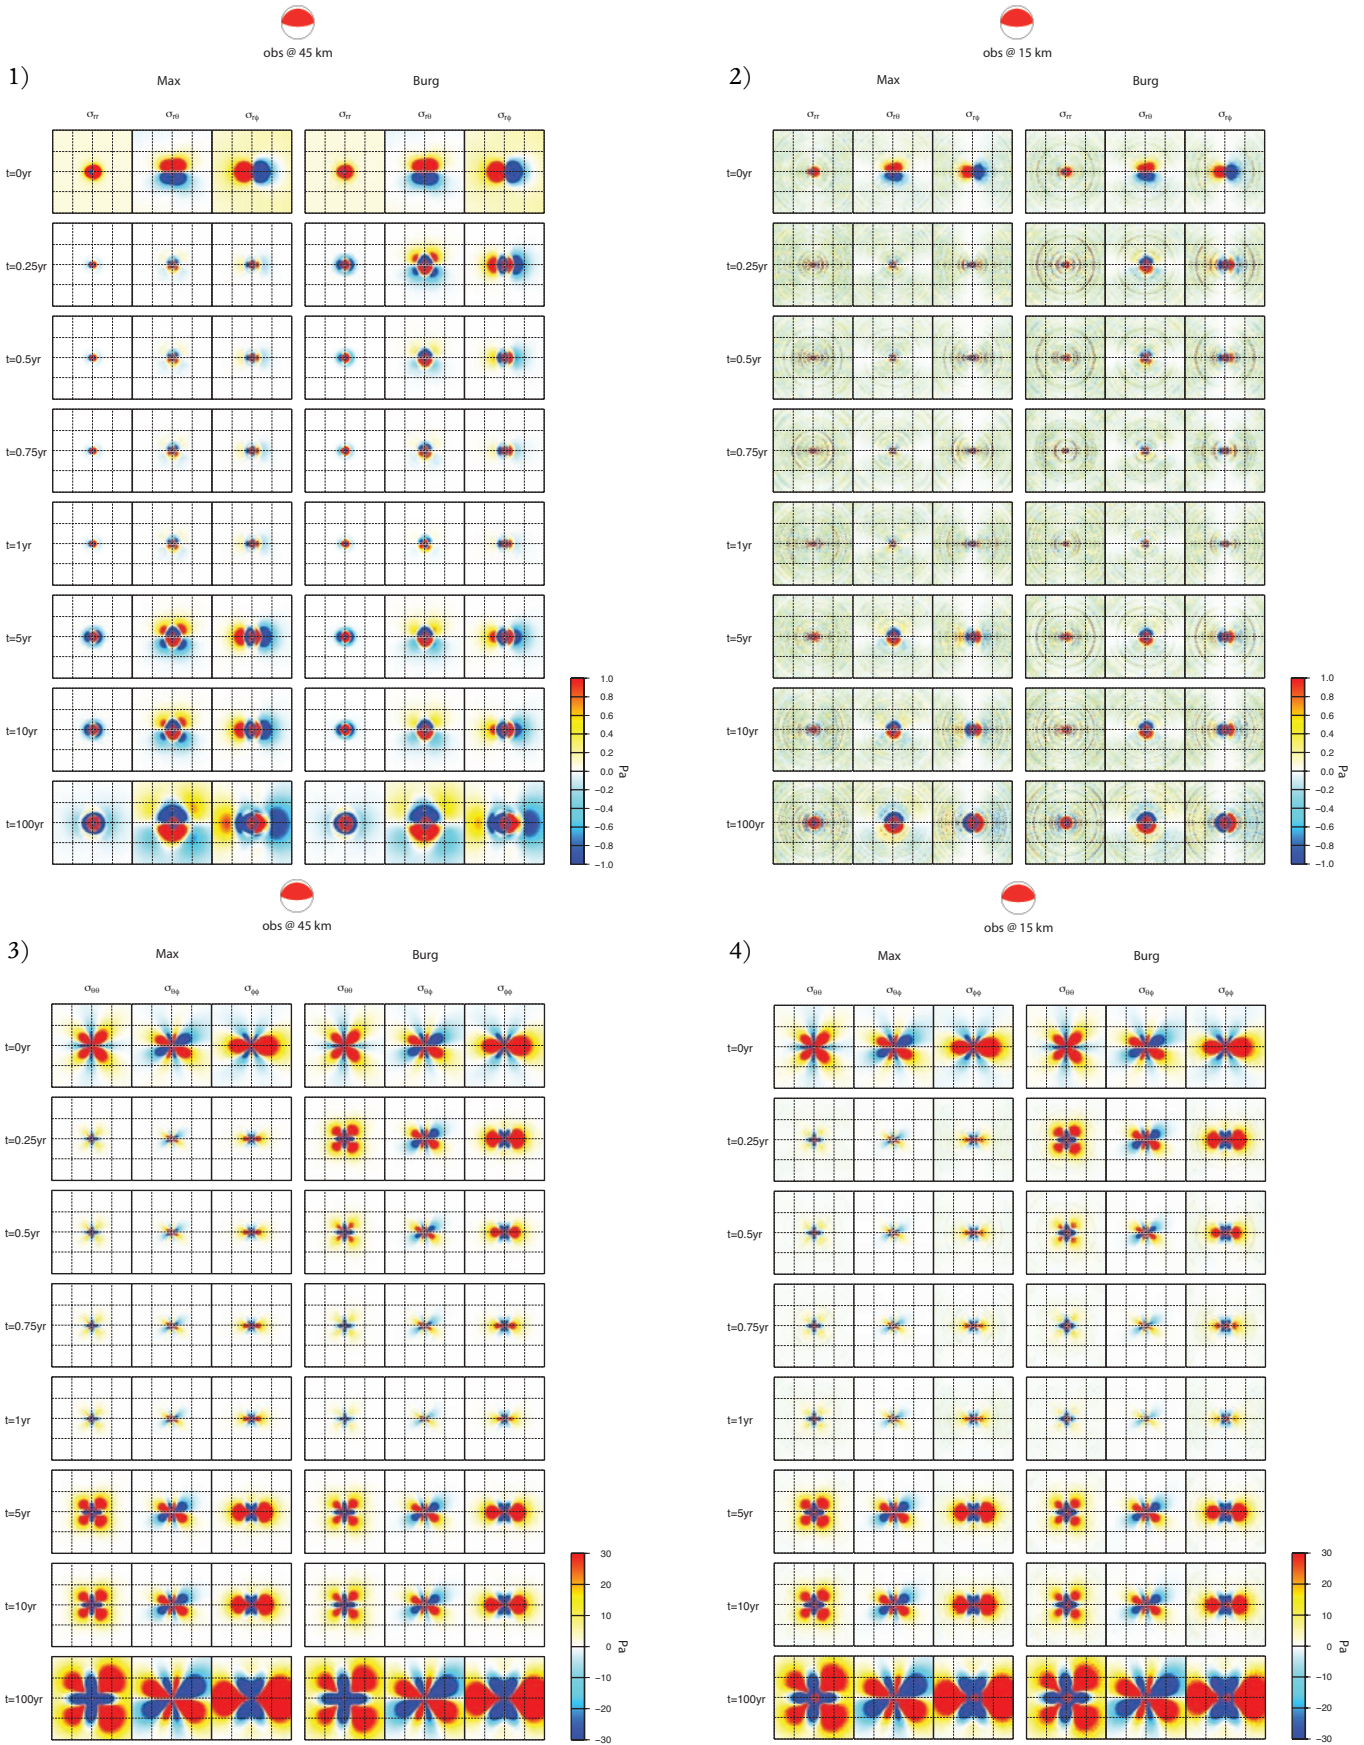 obs @ 45 km
1)
Max Burg
σrr σrθ σrϕ σrr σrθ σrϕ
t=0yr
t=0.25yr
t=0.5yr
t=0.75yr
t=1yr
t=5yr
t=10yr
t=100yr
1.0
0.8
0.6
0.4
0.2
0.0
−0.2
−0.4
−0.6
−0.8
−1.0
Pa
obs @ 15 km
2)
Max Burg
σrr σrθ σrϕ σrr σrθ σrϕ
t=0yr
t=0.25yr
t=0.5yr
t=0.75yr
t=1yr
t=5yr
t=10yr
t=100yr
1.0
0.8
0.6
0.4
0.2
0.0
−0.2
−0.4
−0.6
−0.8
−1.0
Pa
obs @ 45 km
3)
Max Burg
σθθ σθϕ σϕϕ σθθ σθϕ σϕϕ
t=0yr
t=0.25yr
t=0.5yr
t=0.75yr
t=1yr
t=5yr
t=10yr
t=100yr
30
20
10
0
−10
−20
−30
Pa
obs @ 15 km
4)
Max Burg
σθθ σθϕ σϕϕ σθθ σθϕ σϕϕ
t=0yr
t=0.25yr
t=0.5yr
t=0.75yr
t=1yr
t=5yr
t=10yr
t=100yr
30
20
10
0
−10
−20
−30
Pa